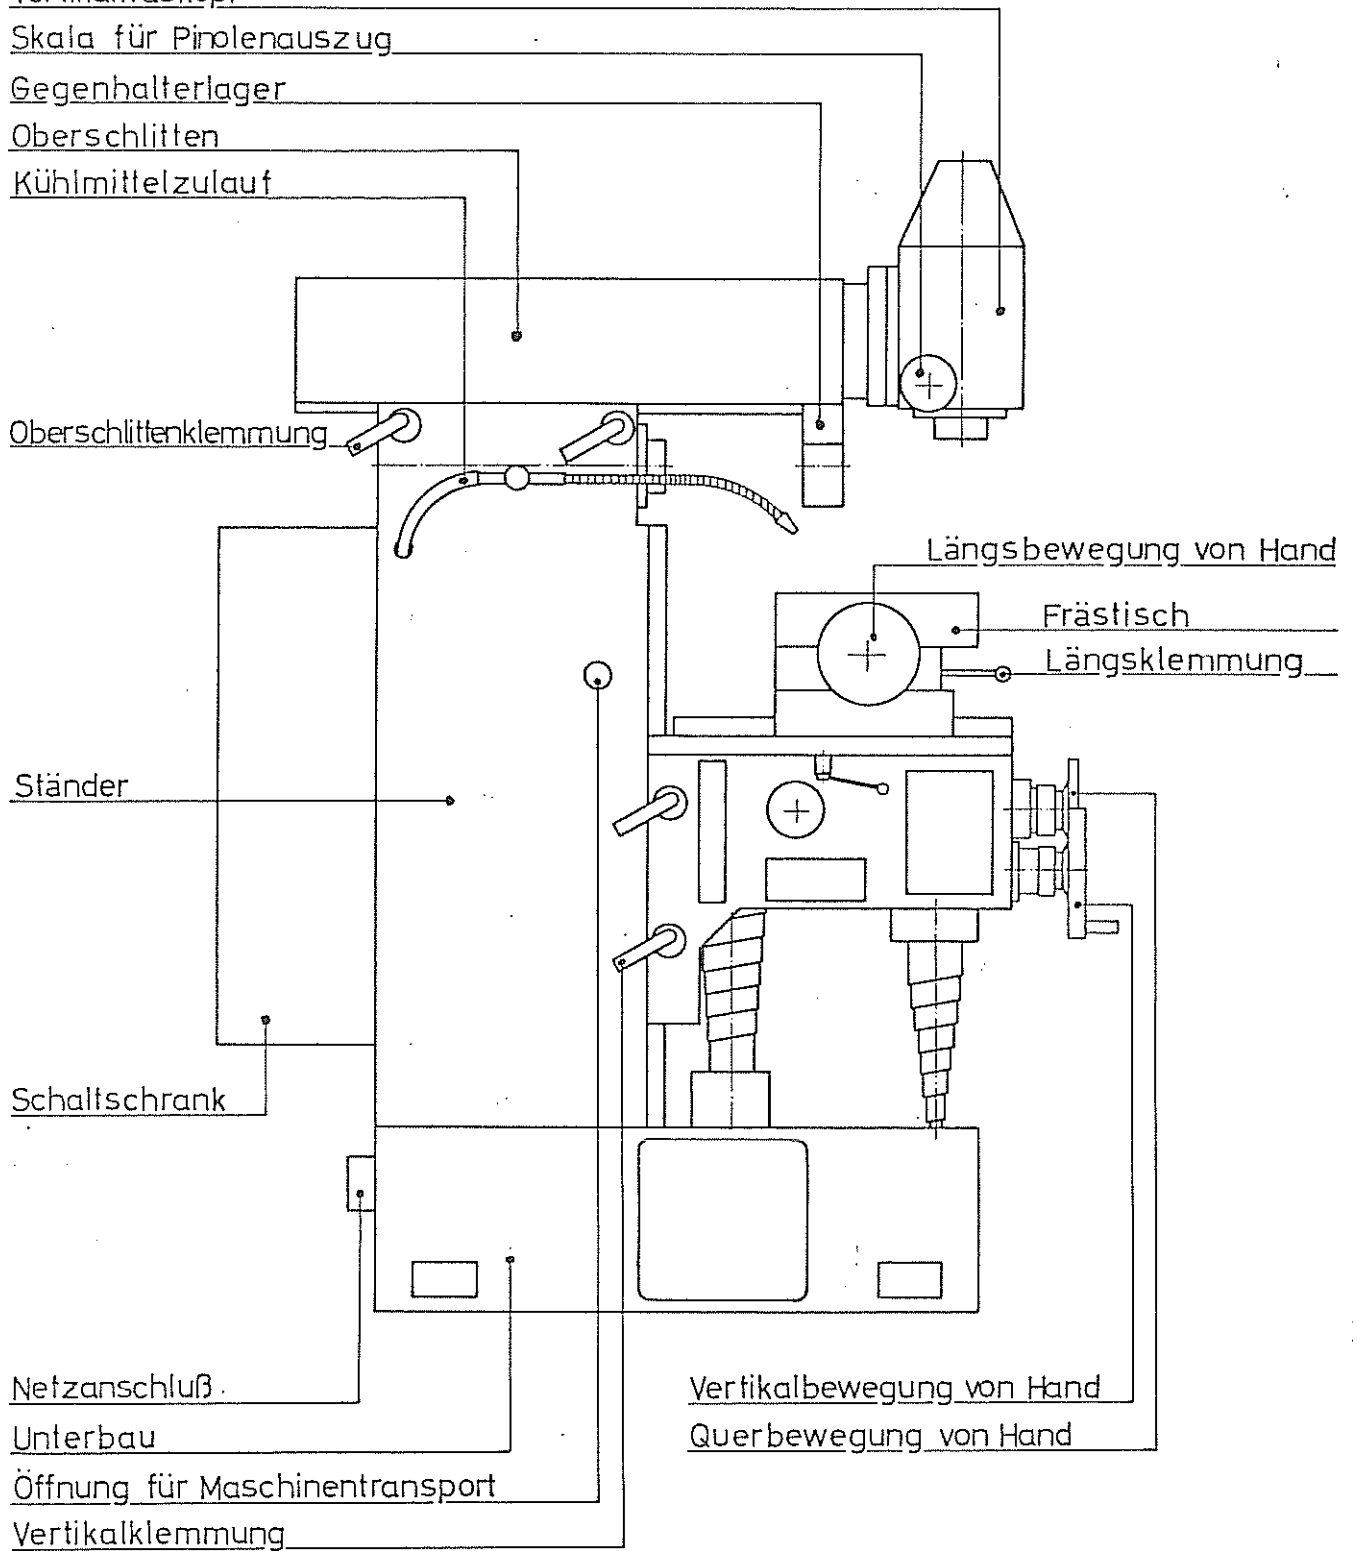 Skala für Pinolenauszug
Gegenhalterlager
Oberschlitten
Kühlmittelzulauf
Oberschlittenklemmung
Längsbewegung von Hand
Frästisch
Längsklemmung
Ständer
Schaltschrank
Netzanschluß
Unterbau
Öffnung für Maschinentransport
Vertikalklemmung
Vertikalbewegung von Hand
Querbewegung von Hand